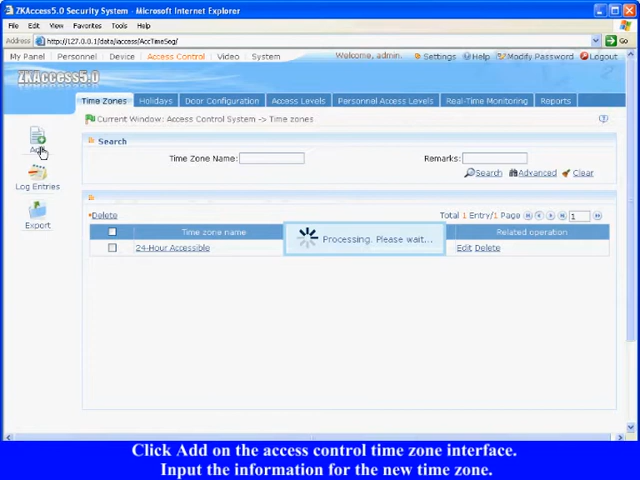 ZKAccess5.0 Security System - Microsoft Internet Explorer
File Edit View Favorites Tools Help
Address http://127.0.0.1/data/iaccess/AccTimeSeg/ Go
My Panel Personnel Device Access Control Video System Welcome, admin. Settings Help Modify Password Logout
ZKAccess5.0
Time Zones Holidays Door Configuration Access Levels Personnel Access Levels Real-Time Monitoring Reports
Current Window: Access Control System -> Time zones
Add
Log Entries
Export
Search
Time Zone Name: Remarks:
Search Advanced Clear
Delete Total 1 Entry/1 Page 1
Time zone name Related operation
Processing. Please wait...
24-Hour Accessible Edit Delete
Click Add on the access control time zone interface.
Input the information for the new time zone.